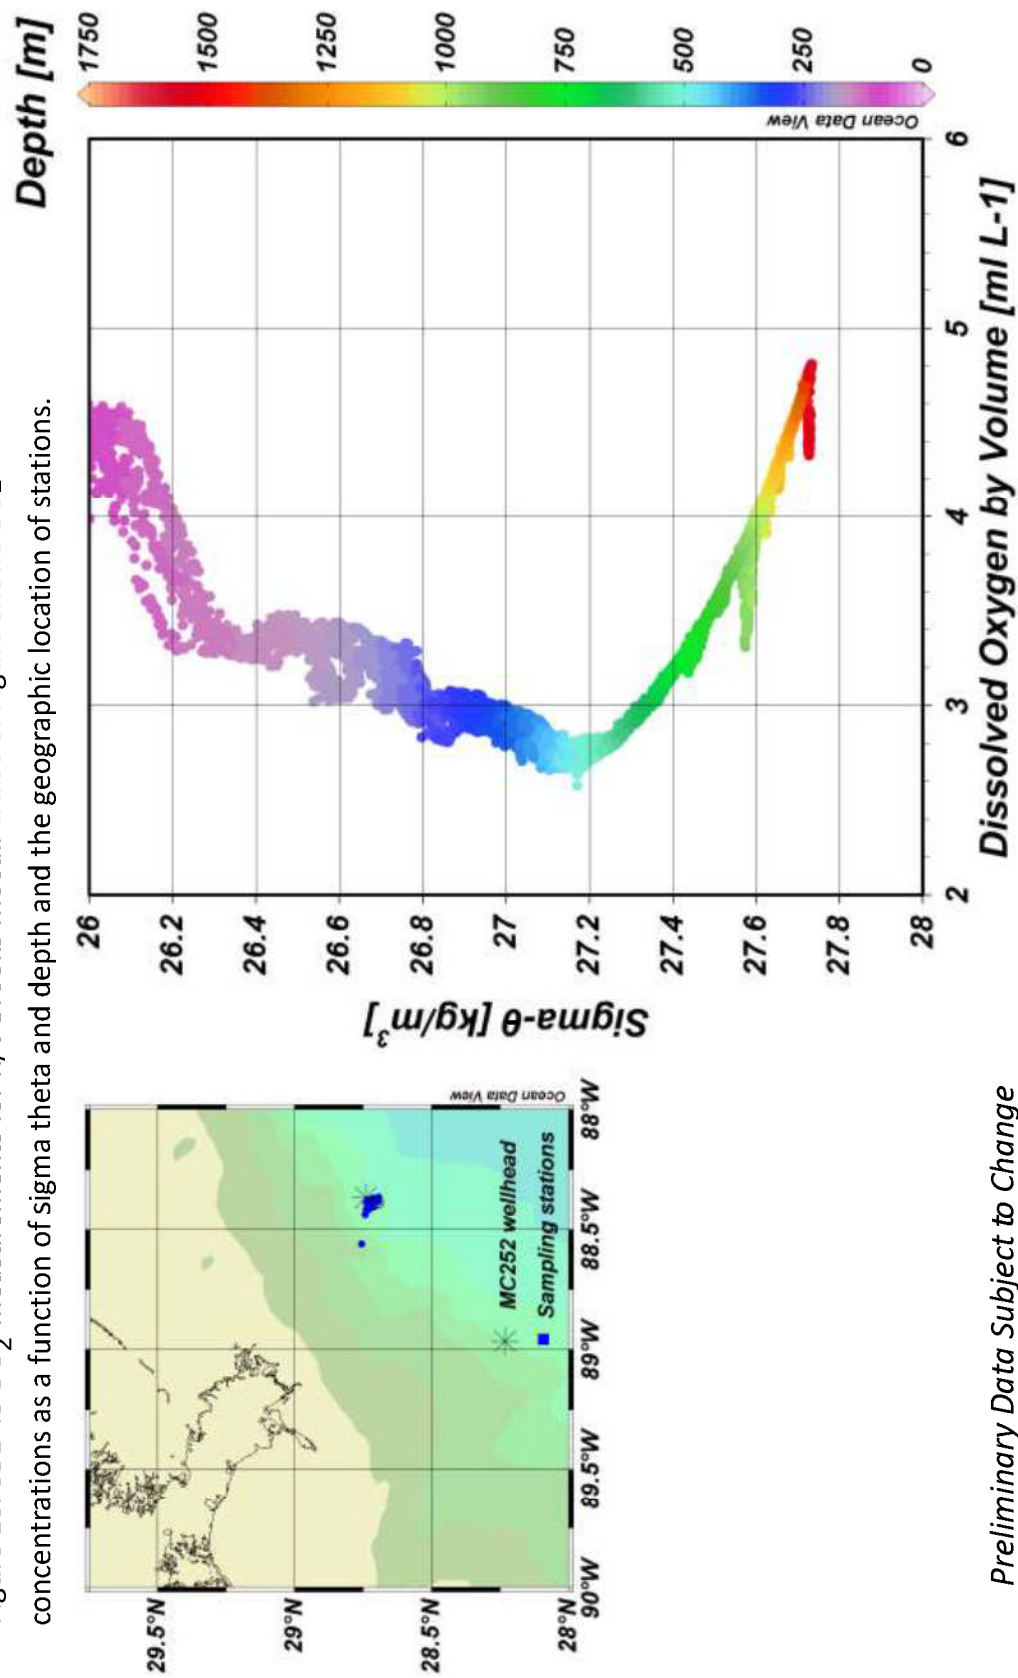 concentrations as a function of sigma theta and depth and the geographic location of stations.
29.5°N
29°N
28.5°N
28°N
90°W
89.5°W
89°W
88.5°W
88°W
MC252 wellhead
Sampling stations
Ocean Data View
Sigma-θ [kg/m³]
26
26.2
26.4
26.6
26.8
27
27.2
27.4
27.6
27.8
28
2
3
4
5
6
Dissolved Oxygen by Volume [ml L-1]
Ocean Data View
Depth [m]
1750
1500
1250
1000
750
500
250
0
Preliminary Data Subject to Change